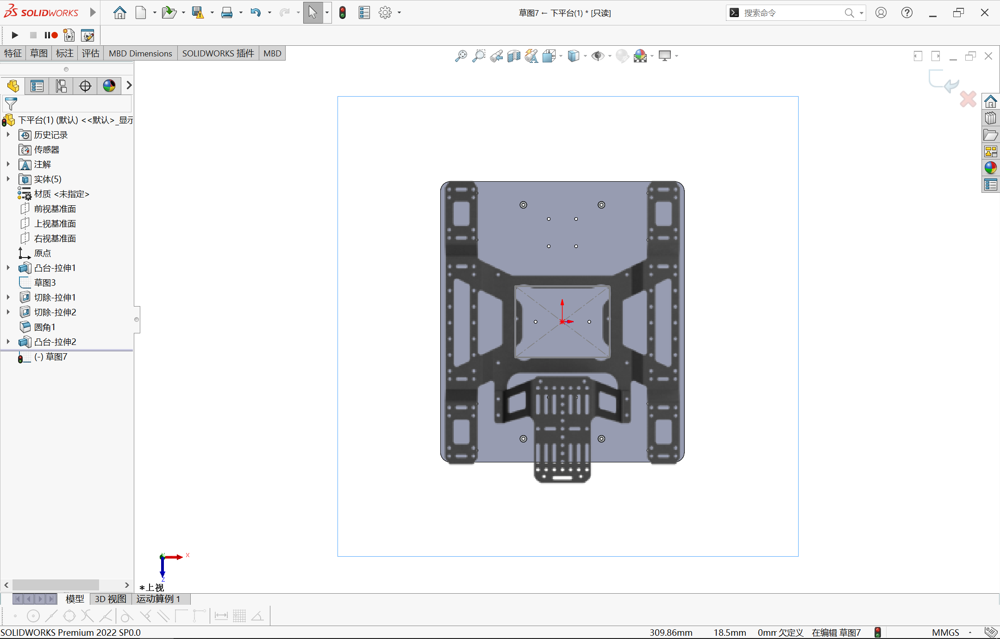 SOLIDWORKS
草图7 ← 下平台(1) * [只读]
搜索命令
特征 草图 标注 评估 MBD Dimensions SOLIDWORKS 插件 MBD
下平台(1) (默认) <<默认>_显示
历史记录
传感器
注解
实体(5)
材质 <未指定>
前视基准面
上视基准面
右视基准面
原点
凸台-拉伸1
草图3
切除-拉伸1
切除-拉伸2
圆角1
凸台-拉伸2
(-) 草图7
X
Y
Z
*上视
模型 3D 视图 运动算例 1
SOLIDWORKS Premium 2022 SP0.0
309.86mm 18.5mm 0mm 欠定义 在编辑 草图7 MMGS